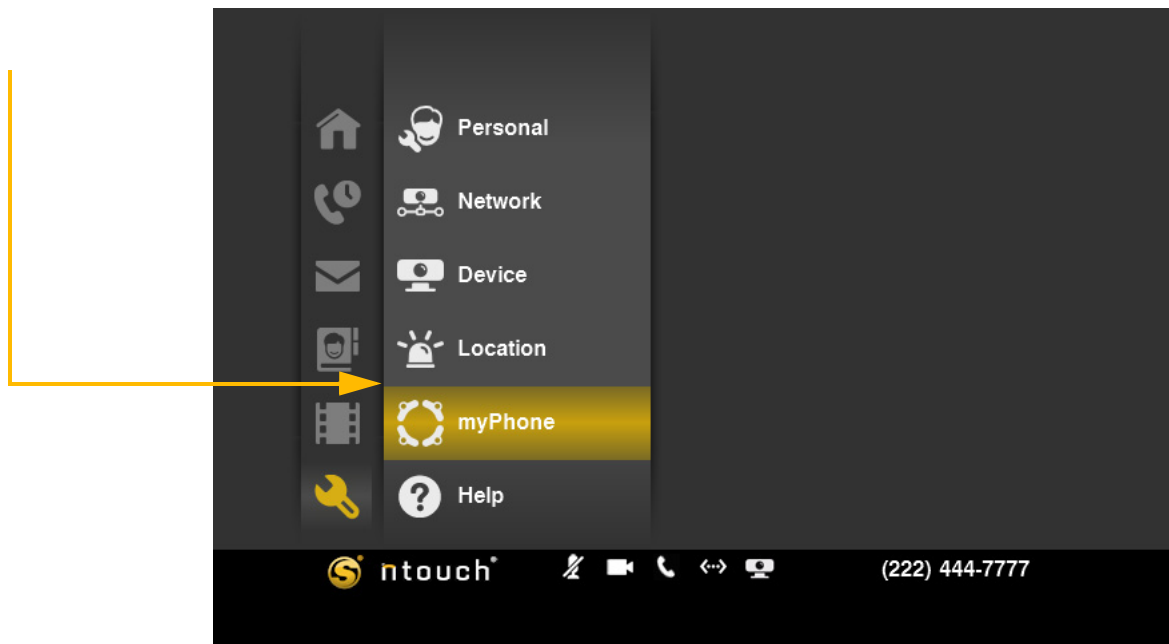 Personal
Network
Device
Location
myPhone
Help
ntouch (222) 444-7777